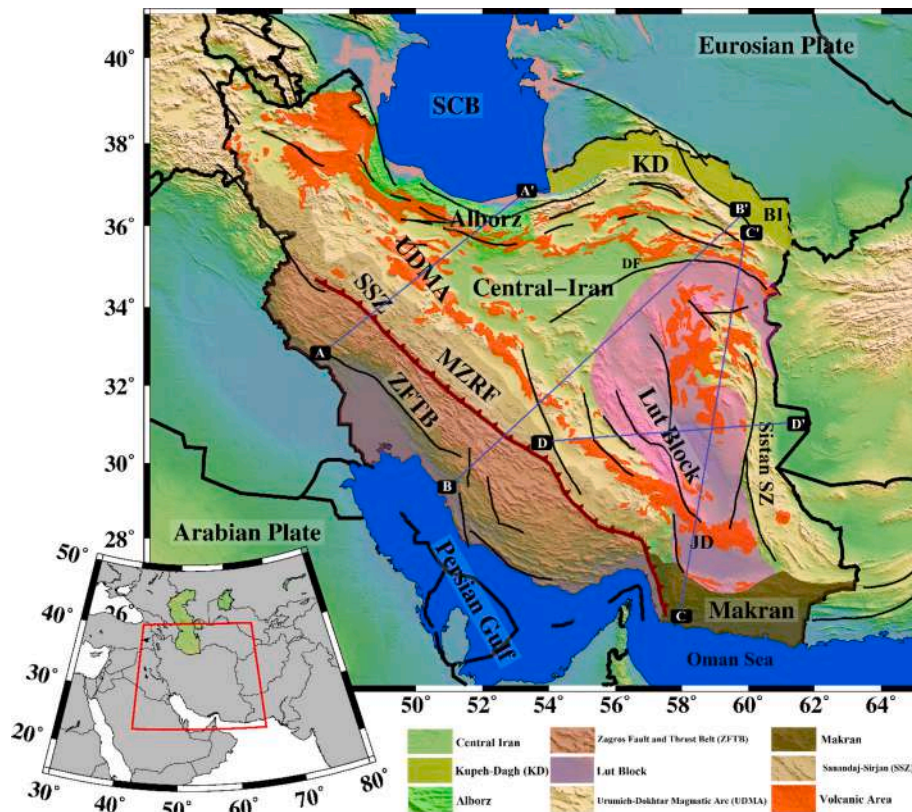 40°
38°
36°
34°
32°
30°
28°
26°
Eurosian Plate
SCB
KD
BI
A'
B'
C'
Alborz
UDMA
DF
Central-Iran
SSZ
A
MZRF
ZFTB
Lut Block
D
D'
Sistan SZ
B
JD
Arabian Plate
Persian Gulf
C
Makran
Oman Sea
50°
40°
30°
20°
30°
40°
50°
60°
70°
80°
50°
52°
54°
56°
58°
60°
62°
64°
Central Iran
Zagros Fault and Thrust Belt (ZFTB)
Makran
Kupeh-Dagh (KD)
Lut Block
Sanandaj-Sirjan (SSZ)
Alborz
Urumieh-Dokhtar Magmatic Arc (UDMA)
Volcanic Area